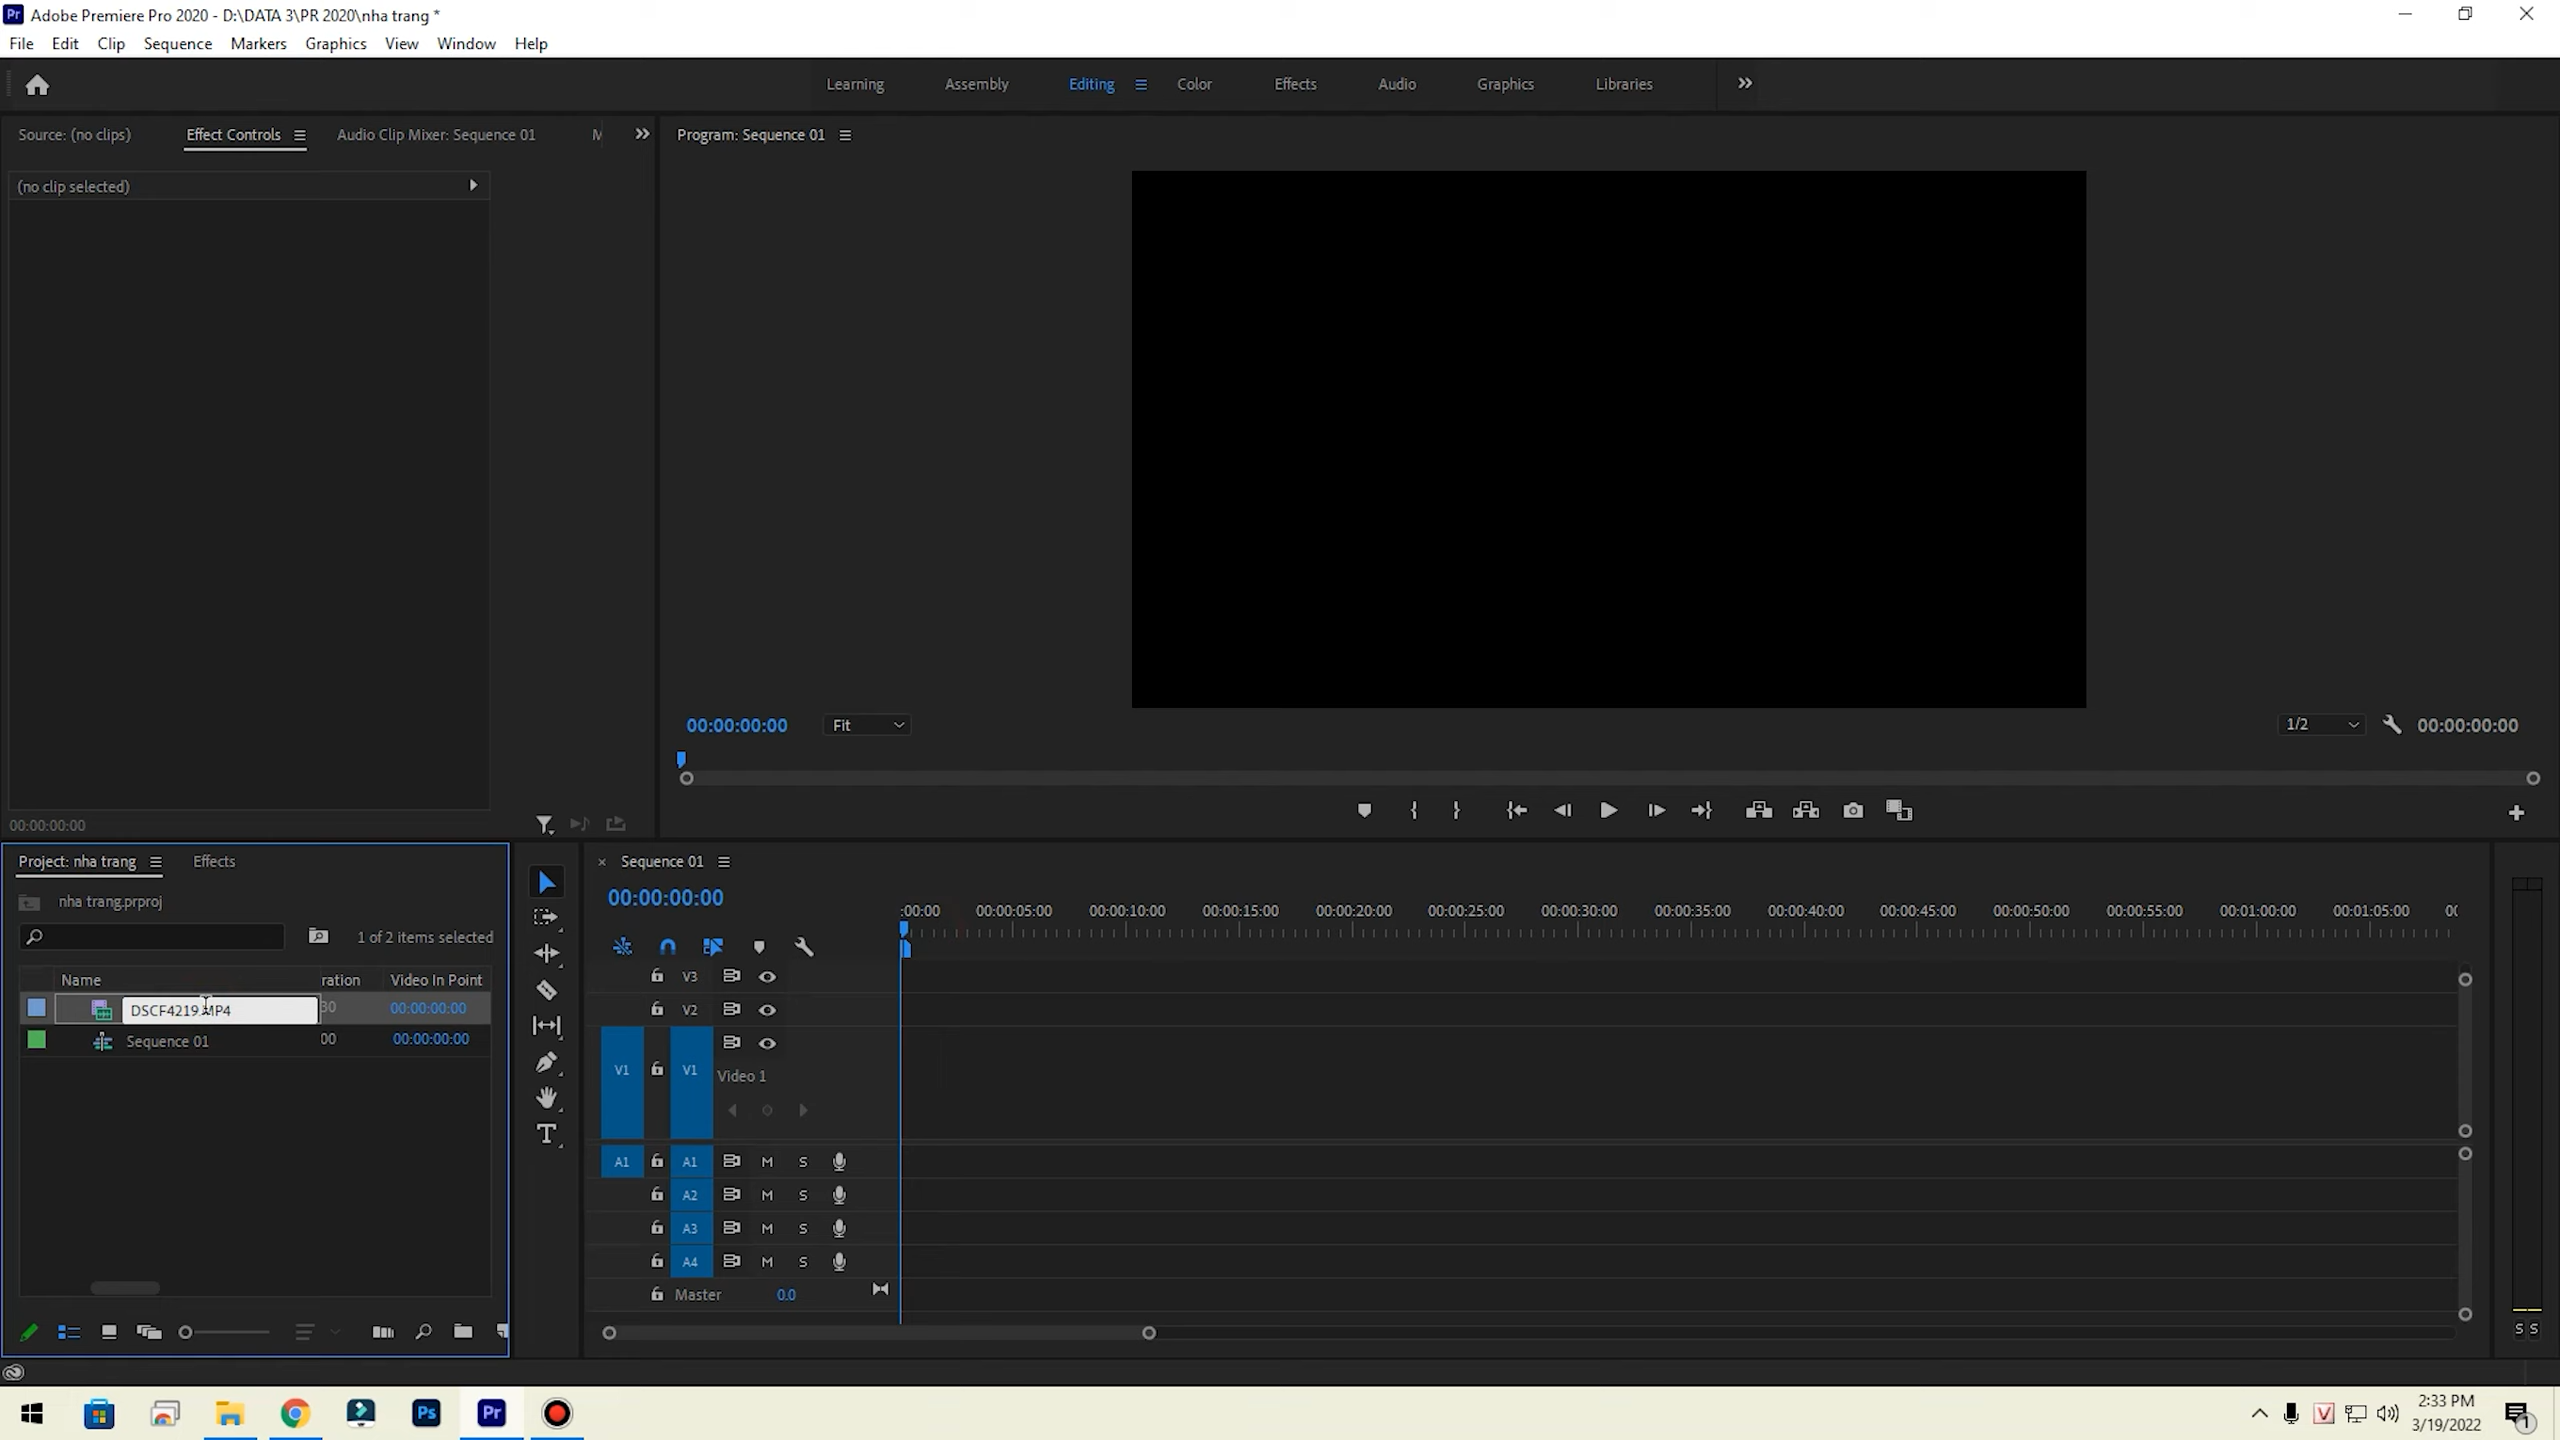 Adobe Premiere Pro 2020 - D:\DATA 3\PR 2020\nha trang *
File Edit Clip Sequence Markers Graphics View Window Help
Learning Assembly Editing Color Effects Audio Graphics Libraries
Source: (no clips) Effect Controls Audio Clip Mixer: Sequence 01
Program: Sequence 01
(no clip selected)
00:00:00:00 Fit 1/2 00:00:00:00
00:00:00:00
Project: nha trang Effects
nha trang.prproj
1 of 2 items selected
Name ration Video In Point
DSCF4219.MP4 30 00:00:00:00
Sequence 01 00 00:00:00:00
Sequence 01
00:00:00:00
:00:00 00:00:05:00 00:00:10:00 00:00:15:00 00:00:20:00 00:00:25:00 00:00:30:00 00:00:35:00 00:00:40:00 00:00:45:00 00:00:50:00 00:00:55:00 00:01:00:00 00:01:05:00
V3
V2
V1 V1 Video 1
A1 A1 M S
A2 M S
A3 M S
A4 M S
Master 0.0
S S
Ps Pr
2:33 PM
3/19/2022
1